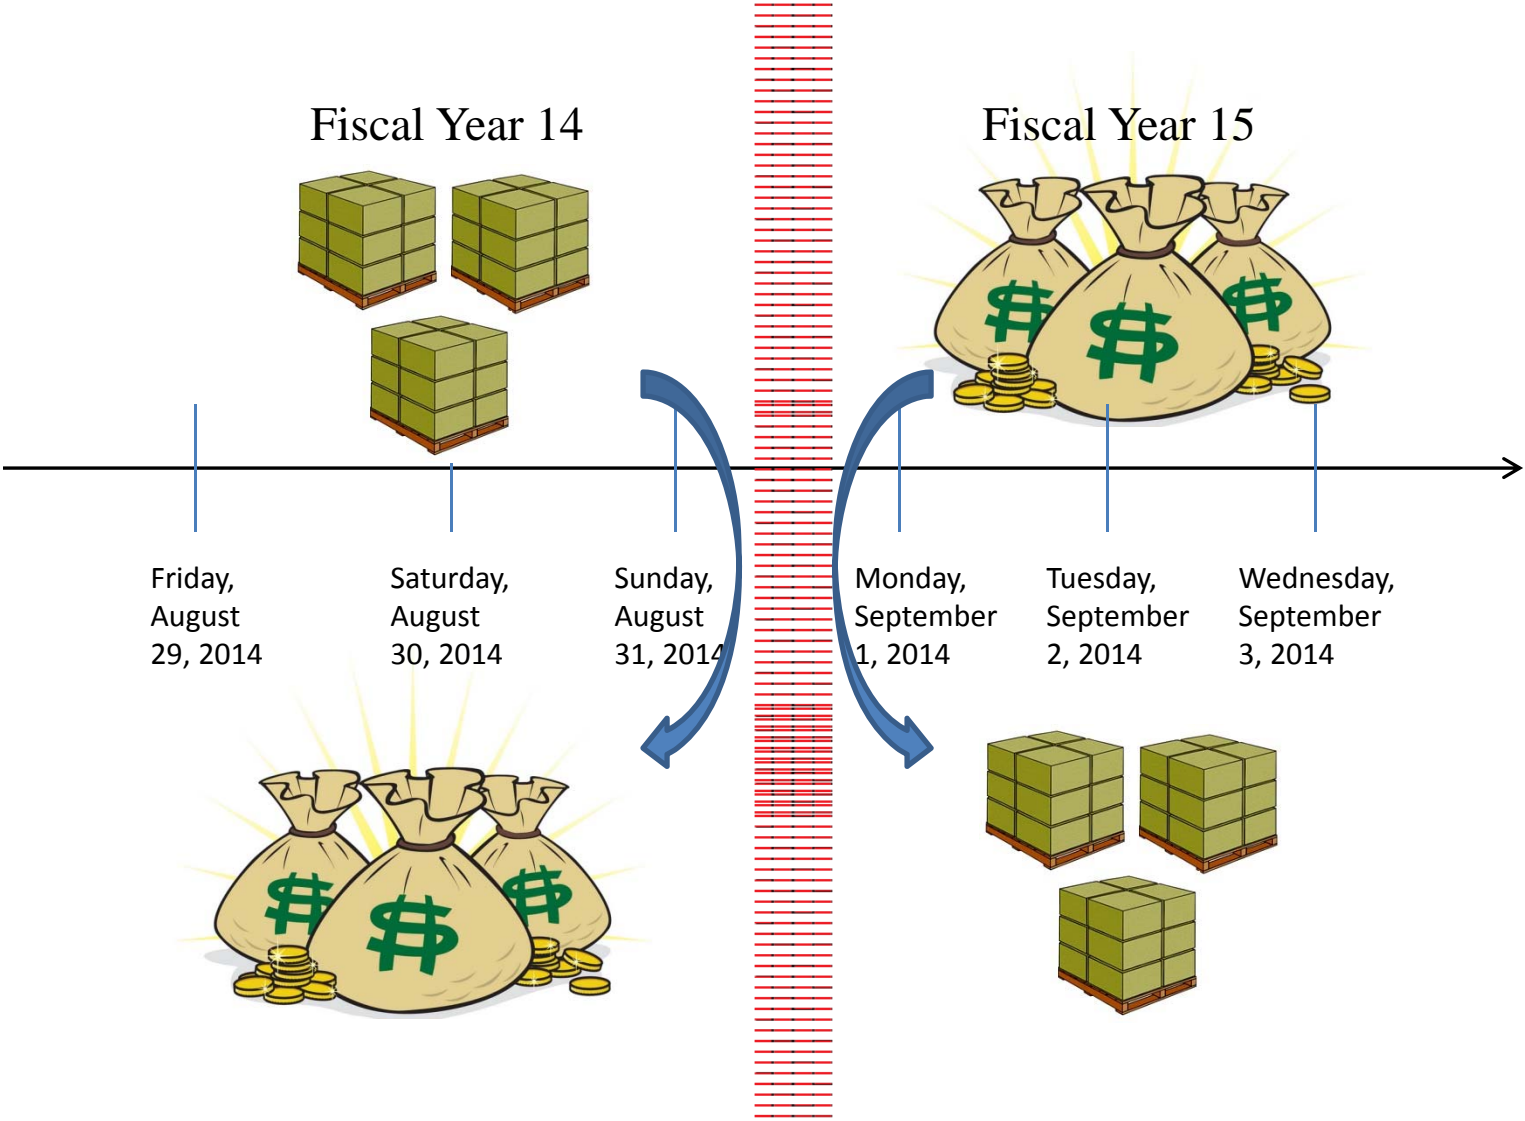 Fiscal Year 14
Fiscal Year 15
Friday,
August
29, 2014
Saturday,
August
30, 2014
Sunday,
August
31, 2014
Monday,
September
1, 2014
Tuesday,
September
2, 2014
Wednesday,
September
3, 2014